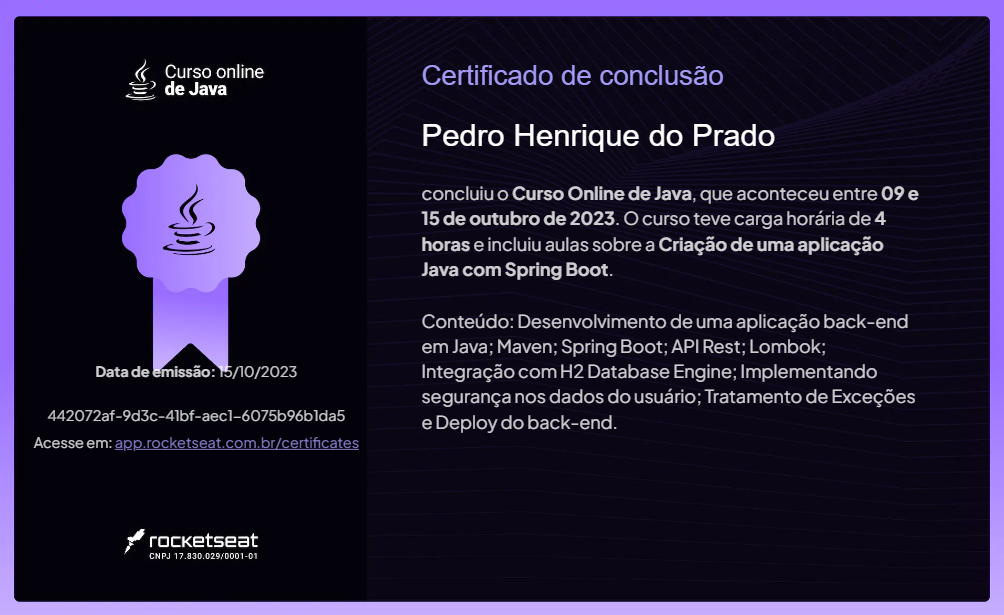 Curso online
de Java
Data de emissão: 15/10/2023
442072af-9d3c-41bf-aec1-6075b96b1da5
Acesse em: app.rocketseat.com.br/certificates
rocketseat
CNPJ 17.830.029/0001-01
Certificado de conclusão
Pedro Henrique do Prado
concluiu o Curso Online de Java, que aconteceu entre 09 e
15 de outubro de 2023. O curso teve carga horária de 4
horas e incluiu aulas sobre a Criação de uma aplicação
Java com Spring Boot.
Conteúdo: Desenvolvimento de uma aplicação back-end
em Java; Maven; Spring Boot; API Rest; Lombok;
Integração com H2 Database Engine; Implementando
segurança nos dados do usuário; Tratamento de Exceções
e Deploy do back-end.